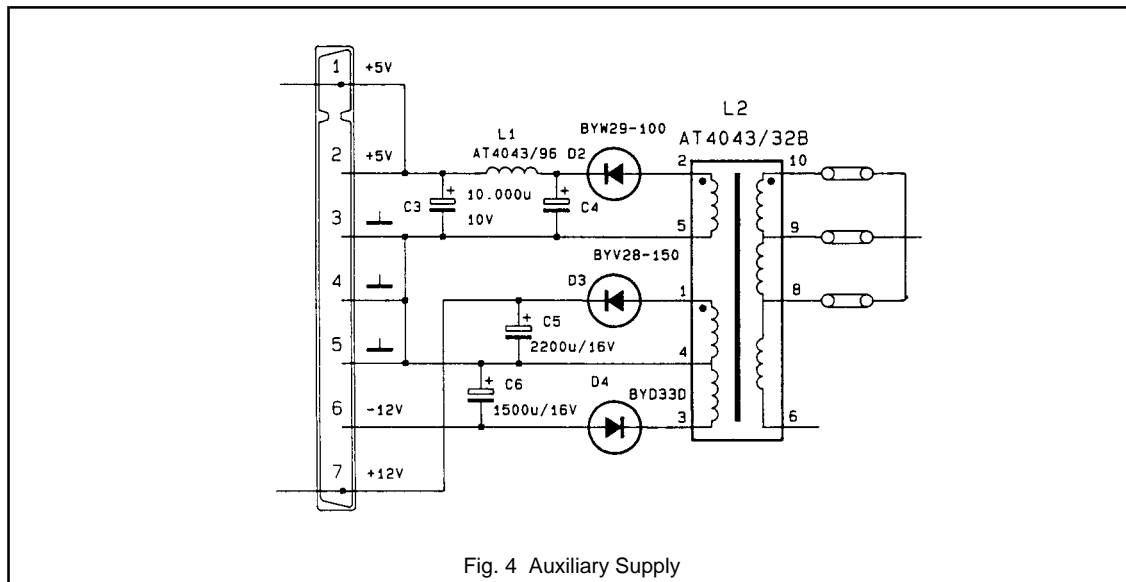 1 +5V
L2
L1
BYW29-100
AT4043/32B
AT4043/96
D2
2 +5V
2
10
10.000u
C3
+
+
C4
10V
3
5
9
BYV28-150
4
D3
1
8
+
C5
2200u/16V
5
4
+
C6
D4
BYD33D
1500u/16V
6 -12V
3
6
7 +12V
Fig. 4 Auxiliary Supply